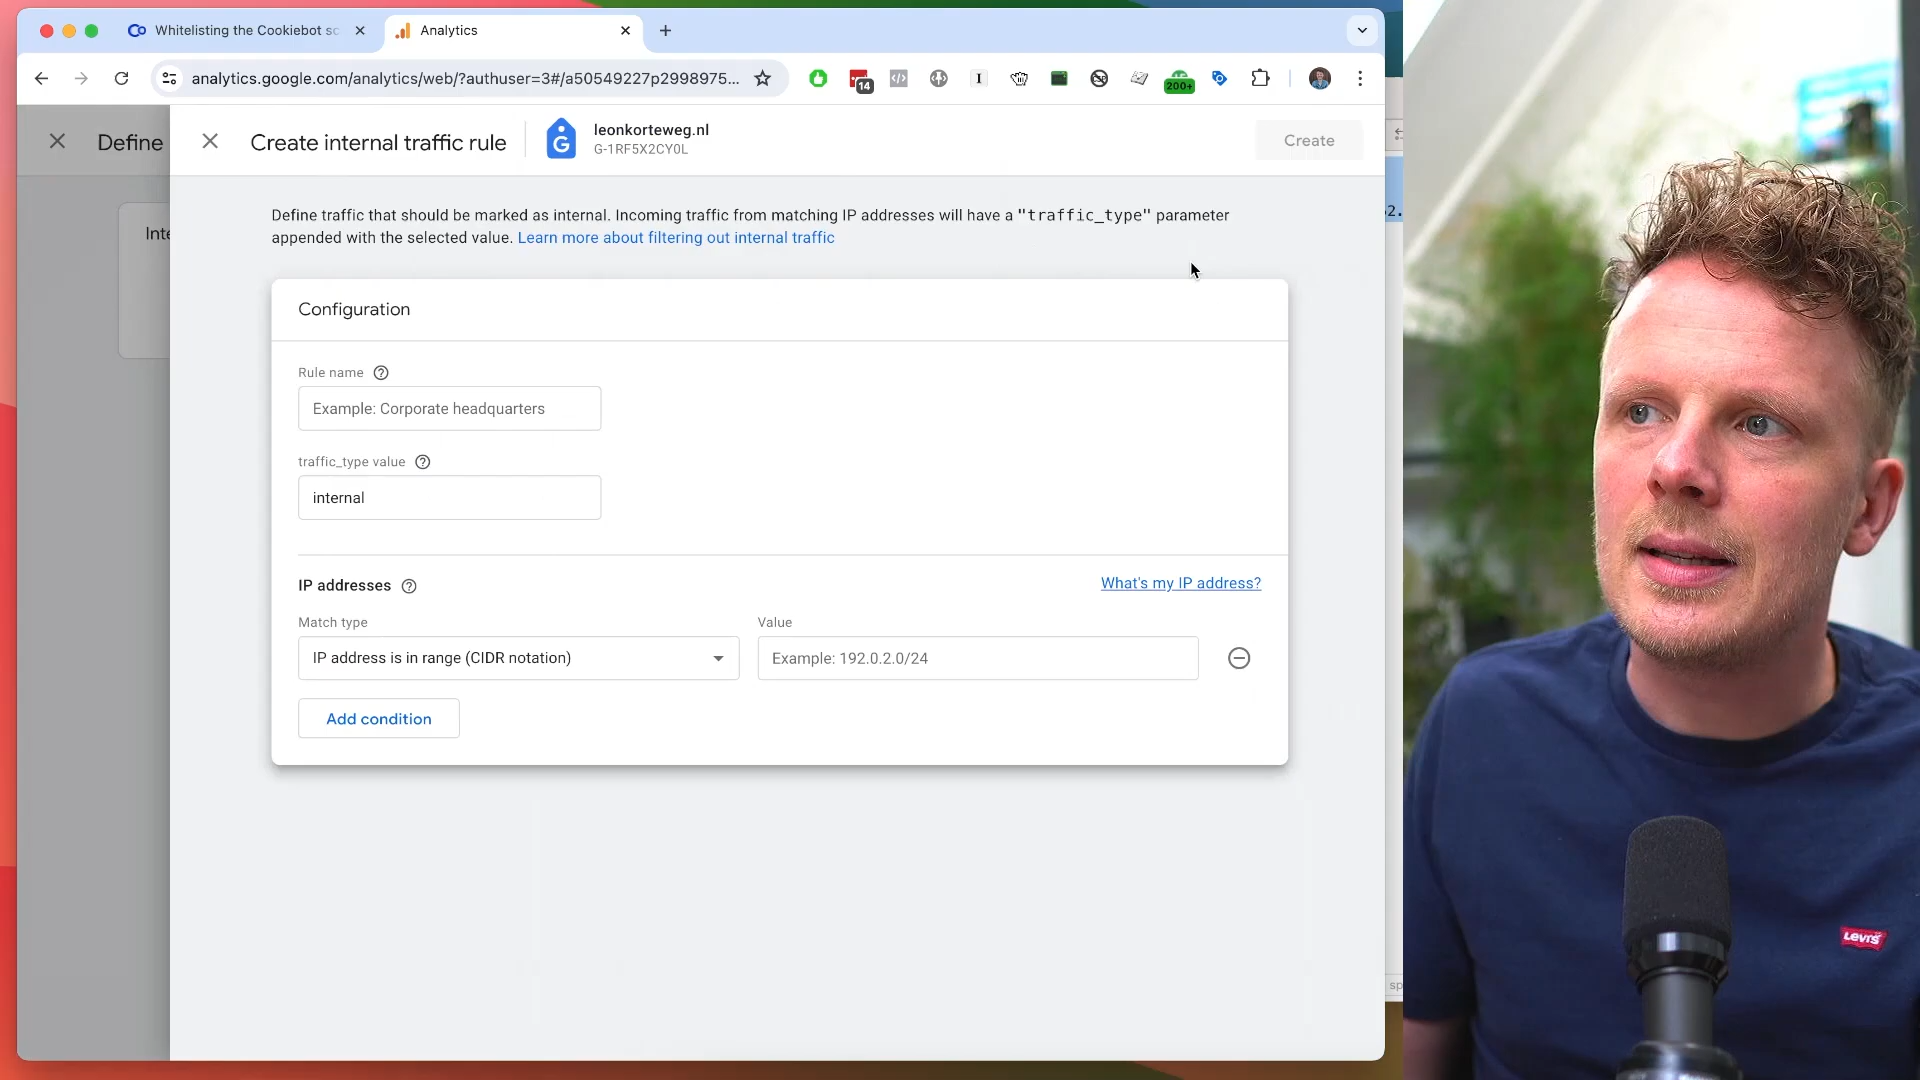 Whitelisting the Cookiebot sc
Analytics
analytics.google.com/analytics/web/?authuser=3#/a50549227p2998975...
14
I
200+
Define
Create internal traffic rule
leonkorteweg.nl
G-1RF5X2CY0L
Create
Inte
Define traffic that should be marked as internal. Incoming traffic from matching IP addresses will have a "traffic_type" parameter
appended with the selected value. Learn more about filtering out internal traffic
2.
Configuration
Rule name
Example: Corporate headquarters
traffic_type value
internal
IP addresses
What's my IP address?
Match type
Value
IP address is in range (CIDR notation)
Example: 192.0.2.0/24
Add condition
Levi's
sp